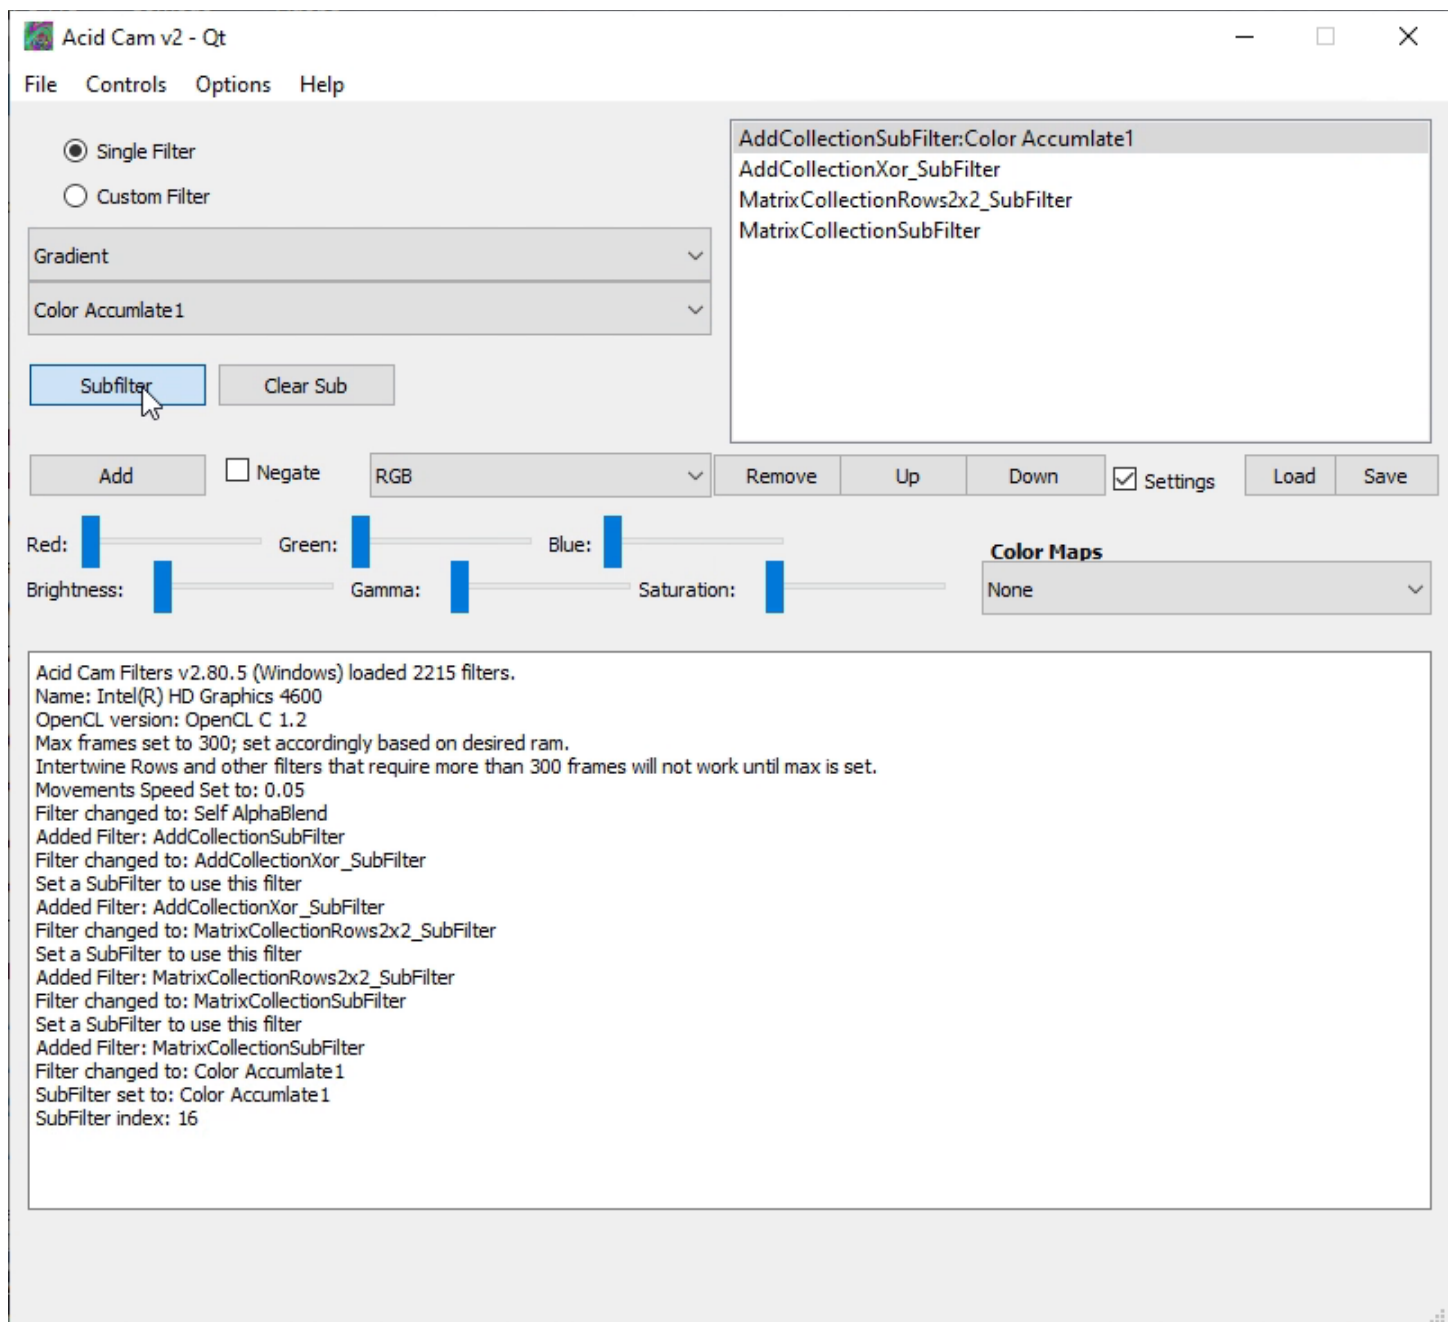 Acid Cam v2 - Qt
File Controls Options Help
Single Filter
Custom Filter
Gradient
Color Accumlate1
Subfilter Clear Sub
AddCollectionSubFilter:Color Accumlate1
AddCollectionXor_SubFilter
MatrixCollectionRows2x2_SubFilter
MatrixCollectionSubFilter
Add Negate RGB Remove Up Down Settings Load Save
Red: Green: Blue:
Color Maps
Brightness: Gamma: Saturation: None
Acid Cam Filters v2.80.5 (Windows) loaded 2215 filters.
Name: Intel(R) HD Graphics 4600
OpenCL version: OpenCL C 1.2
Max frames set to 300; set accordingly based on desired ram.
Intertwine Rows and other filters that require more than 300 frames will not work until max is set.
Movements Speed Set to: 0.05
Filter changed to: Self AlphaBlend
Added Filter: AddCollectionSubFilter
Filter changed to: AddCollectionXor_SubFilter
Set a SubFilter to use this filter
Added Filter: AddCollectionXor_SubFilter
Filter changed to: MatrixCollectionRows2x2_SubFilter
Set a SubFilter to use this filter
Added Filter: MatrixCollectionRows2x2_SubFilter
Filter changed to: MatrixCollectionSubFilter
Set a SubFilter to use this filter
Added Filter: MatrixCollectionSubFilter
Filter changed to: Color Accumlate1
SubFilter set to: Color Accumlate1
SubFilter index: 16